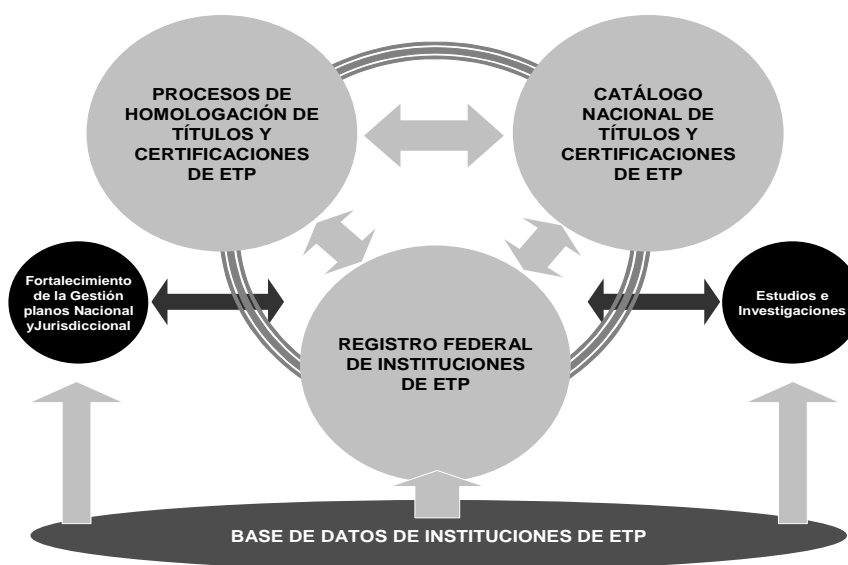 PROCESOS DE
HOMOLOGACIÓN DE
TÍTULOS Y
CERTIFICACIONES
DE ETP
CATÁLOGO
NACIONAL DE
TÍTULOS Y
CERTIFICACIONES
DE ETP
Fortalecimiento
de la Gestión
planos Nacional
yJurisdiccional
Estudios e
Investigaciones
REGISTRO FEDERAL
DE INSTITUCIONES
DE ETP
BASE DE DATOS DE INSTITUCIONES DE ETP